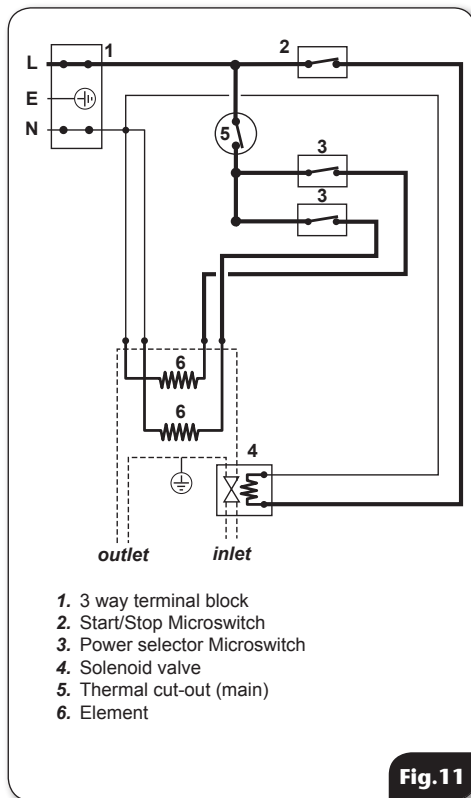 1
2
L
E
N
5
3
3
6
6
4
outlet inlet
1. 3 way terminal block
2. Start/Stop Microswitch
3. Power selector Microswitch
4. Solenoid valve
5. Thermal cut-out (main)
6. Element
Fig.11